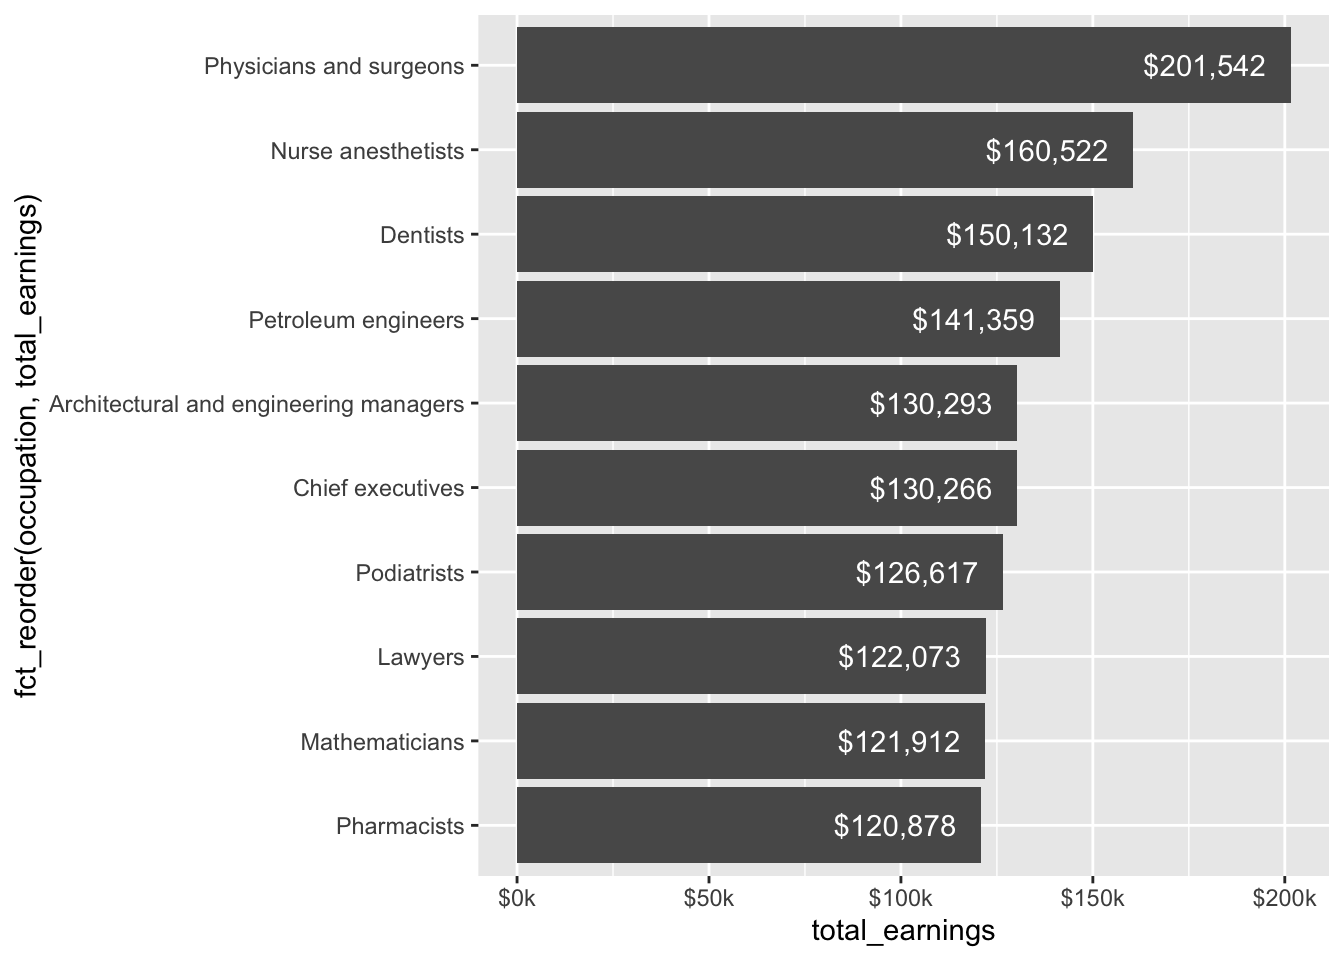 fct_reorder(occupation, total_earnings)
Physicians and surgeons $201,542
Nurse anesthetists $160,522
Dentists $150,132
Petroleum engineers $141,359
Architectural and engineering managers $130,293
Chief executives $130,266
Podiatrists $126,617
Lawyers $122,073
Mathematicians $121,912
Pharmacists $120,878
$0k $50k $100k $150k $200k
total_earnings